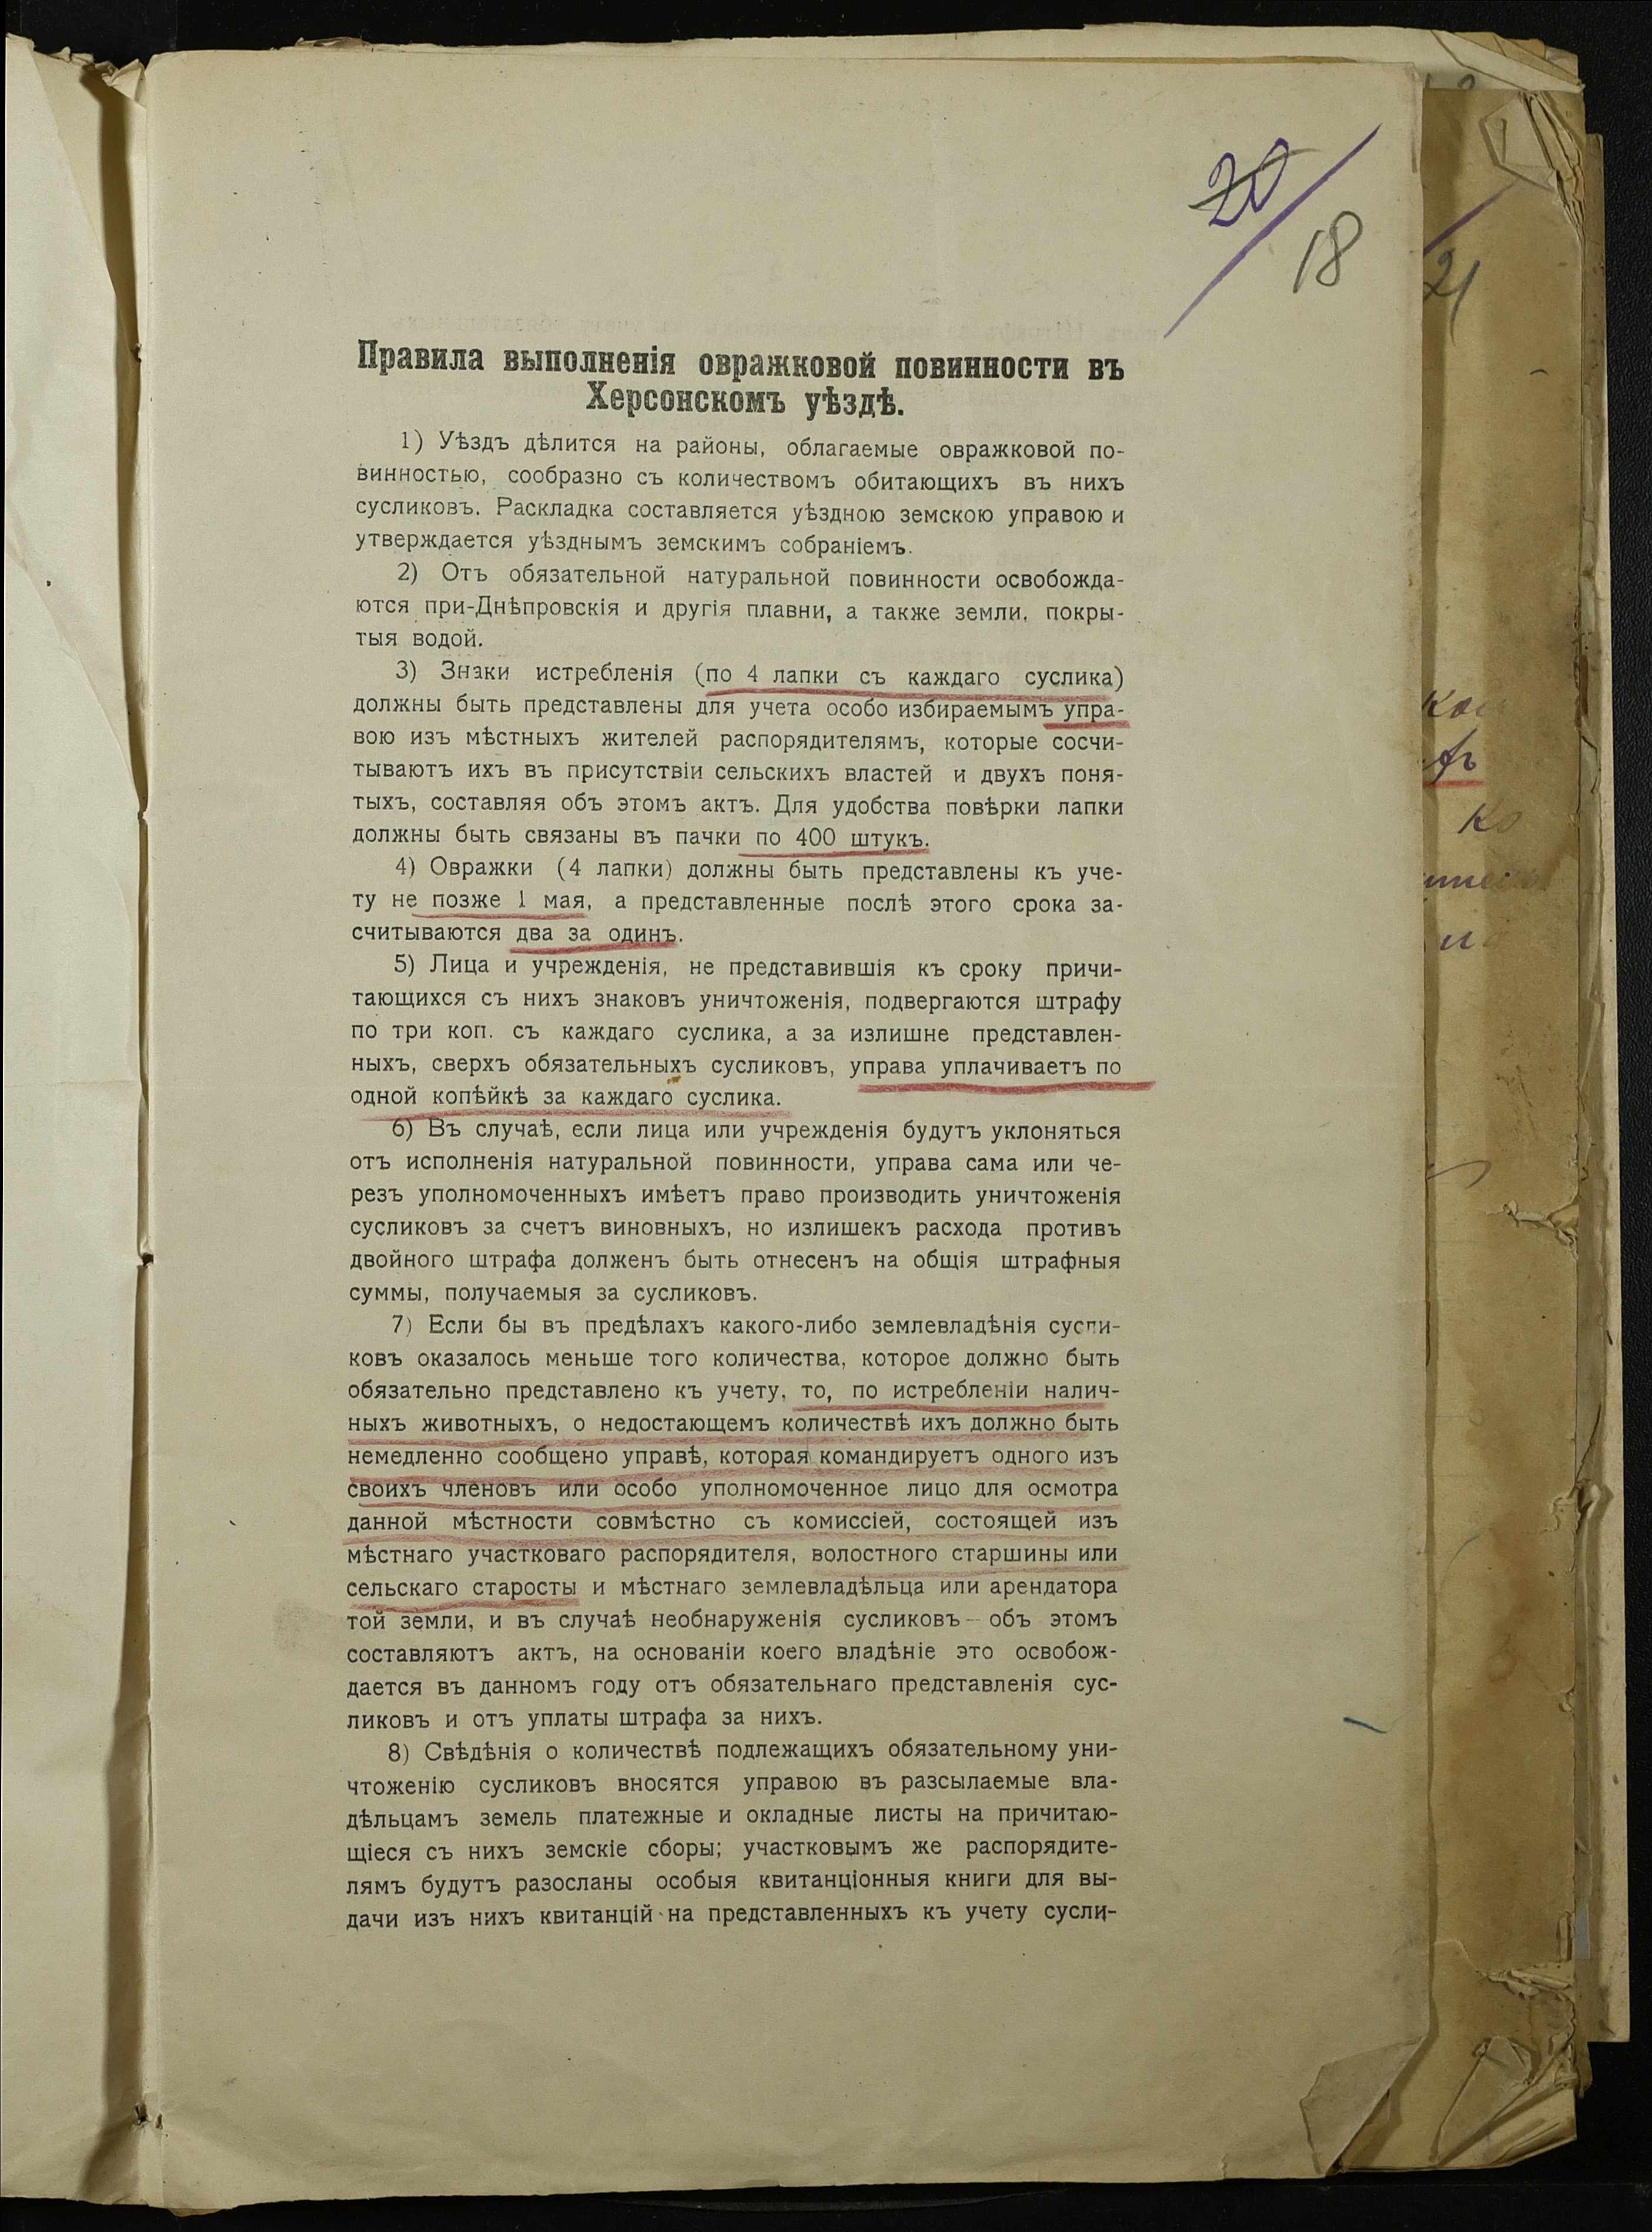 20
18
21
Правила выполненія овражковой повинности въ
Херсонскомъ уѣздѣ.
1) Уѣздъ дѣлится на районы, облагаемые овражковой по-
винностью, сообразно съ количествомъ обитающихъ въ нихъ
сусликовъ. Раскладка составляется уѣздною земскою управою и
утверждается уѣзднымъ земскимъ собраніемъ.
2) Отъ обязательной натуральной повинности освобожда-
ются при-Днѣпровскія и другія плавни, а также земли, покры-
тыя водой.
3) Знаки истребленія (по 4 лапки съ каждаго суслика)
должны быть представлены для учета особо избираемымъ упра-
вою изъ мѣстныхъ жителей распорядителямъ, которые сосчи-
тываютъ ихъ въ присутствіи сельскихъ властей и двухъ поня-
тыхъ, составляя объ этомъ актъ. Для удобства повѣрки лапки
должны быть связаны въ пачки по 400 штукъ.
4) Овражки (4 лапки) должны быть представлены къ уче-
ту не позже 1 мая, а представленные послѣ этого срока за-
считываются два за одинъ.
5) Лица и учрежденія, не представившія къ сроку причи-
тающихся съ нихъ знаковъ уничтоженія, подвергаются штрафу
по три коп. съ каждаго суслика, а за излишне представлен-
ныхъ, сверхъ обязательныхъ сусликовъ, управа уплачиваетъ по
одной копѣйкѣ за каждаго суслика.
6) Въ случаѣ, если лица или учрежденія будутъ уклоняться
отъ исполненія натуральной повинности, управа сама или че-
резъ уполномоченныхъ имѣетъ право производить уничтоженія
сусликовъ за счетъ виновныхъ, но излишекъ расхода противъ
двойного штрафа долженъ быть отнесенъ на общія штрафныя
суммы, получаемыя за сусликовъ.
7) Если бы въ предѣлахъ какого-либо землевладѣнія сусли-
ковъ оказалось меньше того количества, которое должно быть
обязательно представлено къ учету, то, по истребленіи налич-
ныхъ животныхъ, о недостающемъ количествѣ ихъ должно быть
немедленно сообщено управѣ, которая командируетъ одного изъ
своихъ членовъ или особо уполномоченное лицо для осмотра
данной мѣстности совмѣстно съ комиссіей, состоящей изъ
мѣстнаго участковаго распорядителя, волостного старшины или
сельскаго старосты и мѣстнаго землевладѣльца или арендатора
той земли, и въ случаѣ необнаруженія сусликовъ — объ этомъ
составляютъ актъ, на основаніи коего владѣніе это освобож-
дается въ данномъ году отъ обязательнаго представленія сус-
ликовъ и отъ уплаты штрафа за нихъ.
8) Свѣдѣнія о количествѣ подлежащихъ обязательному уни-
чтоженію сусликовъ вносятся управою въ разсылаемые вла-
дѣльцамъ земель платежные и окладные листы на причитаю-
щіеся съ нихъ земскіе сборы; участковымъ же распорядите-
лямъ будутъ разосланы особыя квитанціонныя книги для вы-
дачи изъ нихъ квитанцій на представленныхъ къ учету сусли-